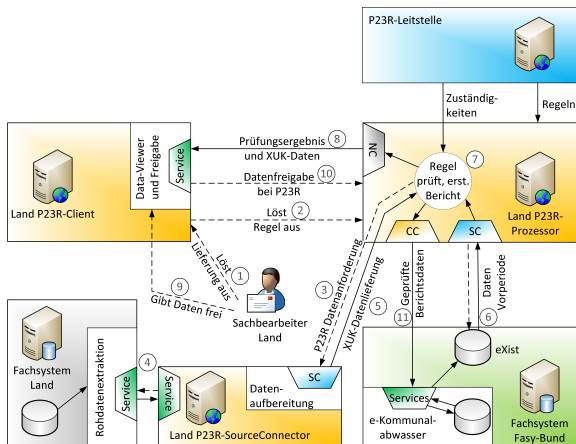 P23R-Leitstelle
Zuständig-
keiten
Regeln
Data-Viewer
und Freigabe
Service
Land P23R-Client
Prüfungsergebnis 8
und XUK-Daten
Datenfreigabe 10
bei P23R
Löst 2
Regel aus
NC
Regel 7
prüft, erst.
Bericht
CC
SC
Land P23R-
Prozessor
1
Löst
Lieferung aus
9
Gibt Daten frei
Sachbearbeiter
Land
3
P23R Datenanforderung
XUK-Datenlieferung
5
11
Geprüfte
Berichtsdaten
Daten
Vorperiode
6
Fachsystem
Land
Rohdatenextraktion
Service
4
Service
SC
Daten-
aufbereitung
Land P23R-SourceConnector
eXist
Services
e-Kommunal-
abwasser
Fachsystem
Fasy-Bund